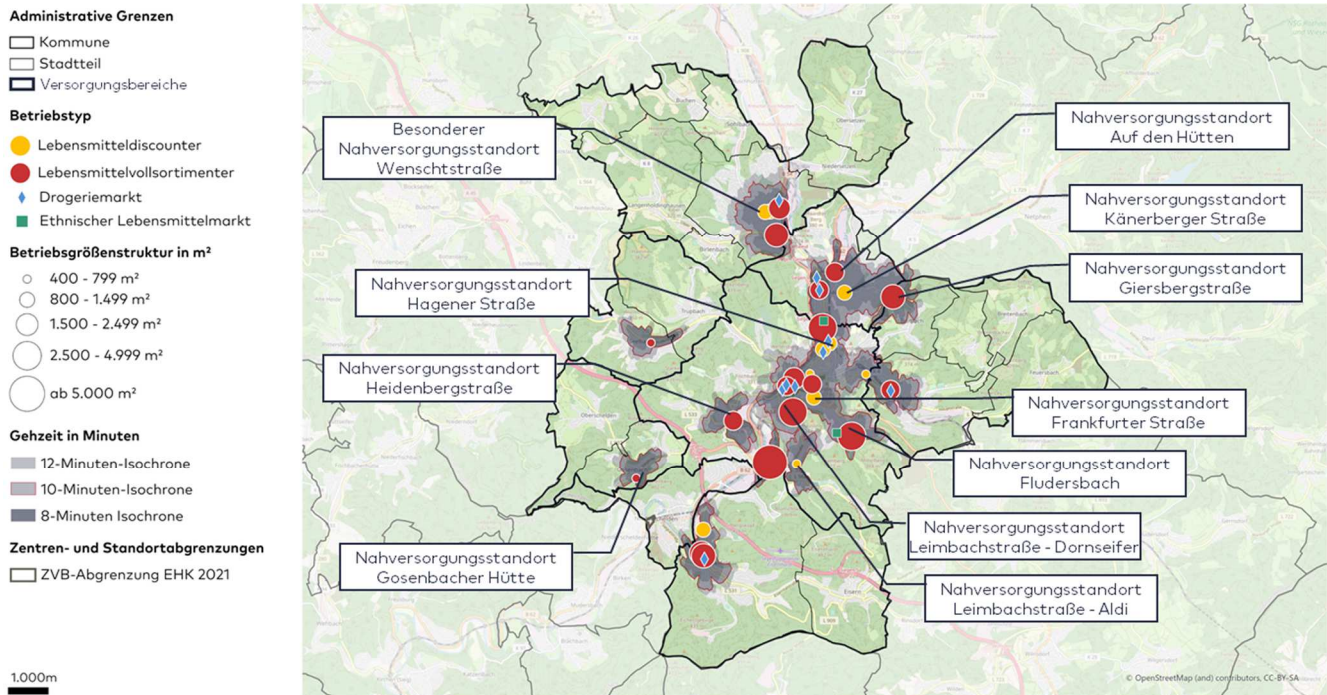 Administrative Grenzen
Kommune
Stadtteil
Versorgungsbereiche
Betriebstyp
Lebensmitteldiscounter
Lebensmittelvollsortimenter
Drogeriemarkt
Ethnischer Lebensmittelmarkt
Betriebsgrößenstruktur in m²
400 - 799 m²
800 - 1.499 m²
1.500 - 2.499 m²
2.500 - 4.999 m²
ab 5.000 m²
Gehzeit in Minuten
12-Minuten-Isochrone
10-Minuten-Isochrone
8-Minuten Isochrone
Zentren- und Standortabgrenzungen
ZVB-Abgrenzung EHK 2021
1.000m
Besonderer
Nahversorgungsstandort
Wenschtstraße
Nahversorgungsstandort
Hagener Straße
Nahversorgungsstandort
Heidenbergstraße
Nahversorgungsstandort
Gosenbacher Hütte
Nahversorgungsstandort
Auf den Hütten
Nahversorgungsstandort
Känerberger Straße
Nahversorgungsstandort
Giersbergstraße
Nahversorgungsstandort
Frankfurter Straße
Nahversorgungsstandort
Fludersbach
Nahversorgungsstandort
Leimbachstraße - Dornseifer
Nahversorgungsstandort
Leimbachstraße - Aldi
Eisern
© OpenStreetMap (and) contributors, CC-BY-SA